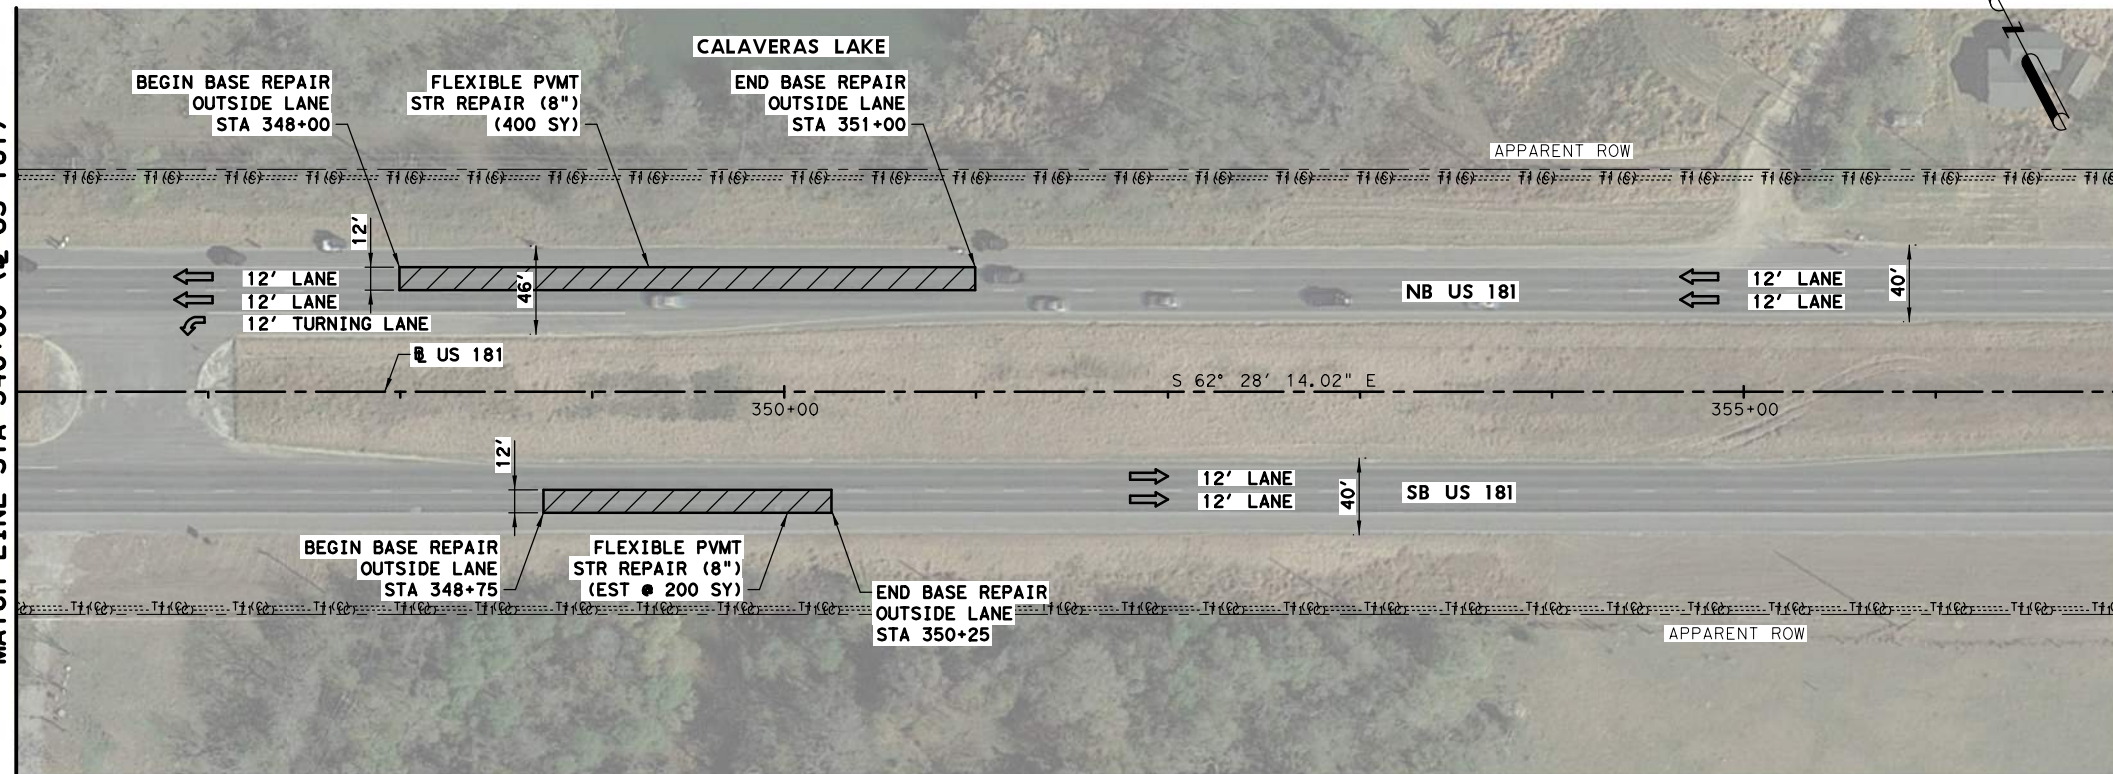 CALAVERAS LAKE
BEGIN BASE REPAIR
OUTSIDE LANE
STA 348+00
FLEXIBLE PVMT
STR REPAIR (8")
(400 SY)
END BASE REPAIR
OUTSIDE LANE
STA 351+00
APPARENT ROW
12'
46'
12' LANE
12' LANE
12' TURNING LANE
NB US 181
12' LANE
12' LANE
40'
US 181
S 62° 28' 14.02" E
350+00
355+00
12'
12' LANE
12' LANE
40'
SB US 181
BEGIN BASE REPAIR
OUTSIDE LANE
STA 348+75
FLEXIBLE PVMT
STR REPAIR (8")
(EST @ 200 SY)
END BASE REPAIR
OUTSIDE LANE
STA 350+25
APPARENT ROW